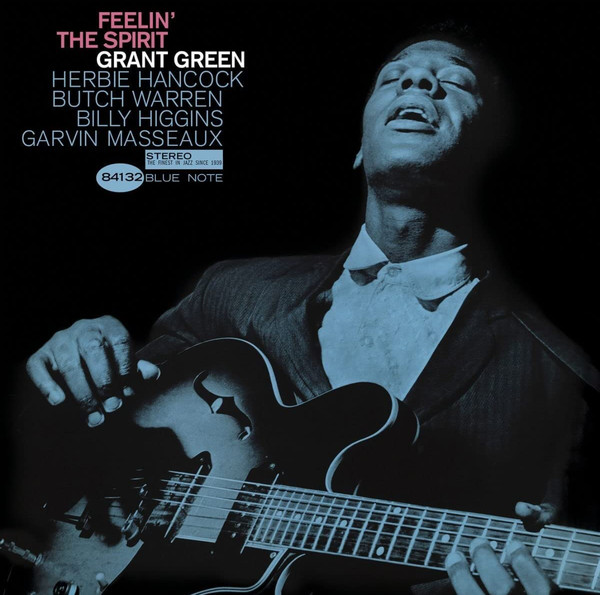 FEELIN'
THE SPIRIT
GRANT GREEN
HERBIE HANCOCK
BUTCH WARREN
BILLY HIGGINS
GARVIN MASSEAUX
STEREO
THE FINEST IN JAZZ SINCE 1939
84132 BLUE NOTE